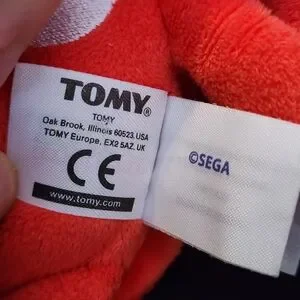 TOMY®
TOMY
Oak Brook, Illinois 60523, USA
TOMY Europe, EX2 5AZ, UK
CE
www.tomy.com
©SEGA